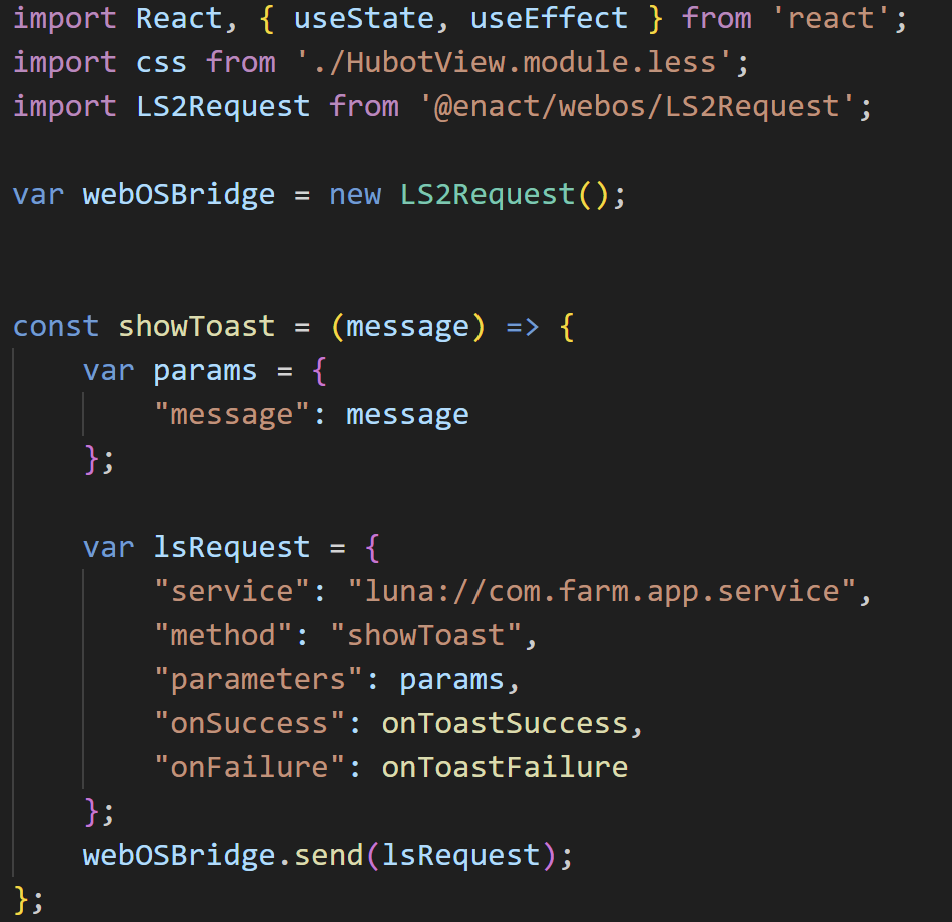 import React, { useState, useEffect } from 'react';
import css from './HubotView.module.less';
import LS2Request from '@enact/webos/LS2Request';
var webOSBridge = new LS2Request();
const showToast = (message) => {
var params = {
"message": message
};
var lsRequest = {
"service": "luna://com.farm.app.service",
"method": "showToast",
"parameters": params,
"onSuccess": onToastSuccess,
"onFailure": onToastFailure
};
webOSBridge.send(lsRequest);
};